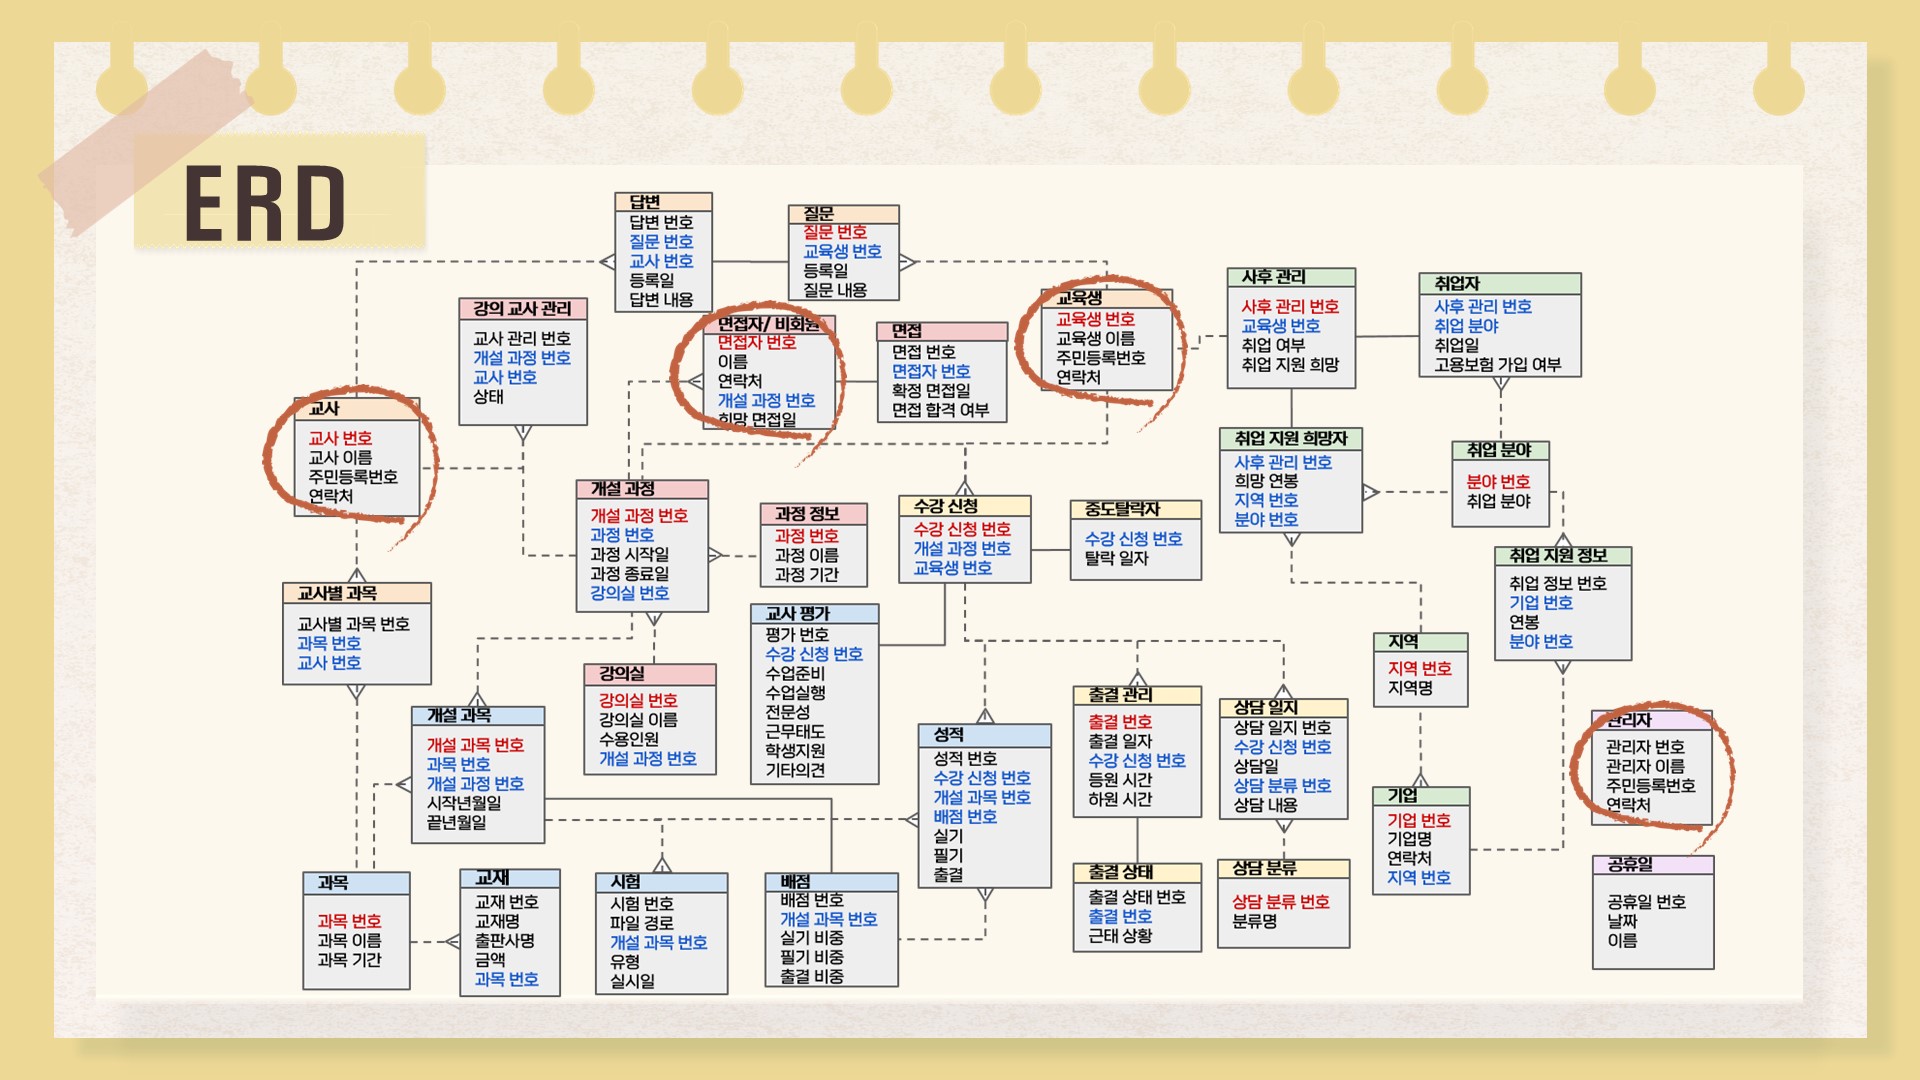 ERD
답변
답변 번호
질문 번호
교사 번호
등록일
답변 내용
질문
질문 번호
교육생 번호
등록일
질문 내용
강의 교사 관리
교사 관리 번호
개설 과정 번호
교사 번호
상태
면접자/ 비회원
면접자 번호
이름
연락처
개설 과정 번호
희망 면접일
면접
면접 번호
면접자 번호
확정 면접일
면접 합격 여부
교육생
교육생 번호
교육생 이름
주민등록번호
연락처
사후 관리
사후 관리 번호
교육생 번호
취업 여부
취업 지원 희망
취업자
사후 관리 번호
취업 분야
취업일
고용보험 가입 여부
교사
교사 번호
교사 이름
주민등록번호
연락처
개설 과정
개설 과정 번호
과정 번호
과정 시작일
과정 종료일
강의실 번호
과정 정보
과정 번호
과정 이름
과정 기간
수강 신청
수강 신청 번호
개설 과정 번호
교육생 번호
중도탈락자
수강 신청 번호
탈락 일자
취업 지원 희망자
사후 관리 번호
희망 연봉
지역 번호
분야 번호
취업 분야
분야 번호
취업 분야
취업 지원 정보
취업 정보 번호
기업 번호
연봉
분야 번호
교사별 과목
교사별 과목 번호
과목 번호
교사 번호
강의실
강의실 번호
강의실 이름
수용인원
개설 과정 번호
교사 평가
평가 번호
수강 신청 번호
수업준비
수업실행
전문성
근무태도
학생지원
기타의견
지역
지역 번호
지역명
개설 과목
개설 과목 번호
과목 번호
개설 과정 번호
시작년월일
끝년월일
성적
성적 번호
수강 신청 번호
개설 과목 번호
배점 번호
실기
필기
출결
출결 관리
출결 번호
출결 일자
수강 신청 번호
등원 시간
하원 시간
상담 일지
상담 일지 번호
수강 신청 번호
상담일
상담 분류 번호
상담 내용
관리자
관리자 번호
관리자 이름
주민등록번호
연락처
기업
기업 번호
기업명
연락처
지역 번호
과목
과목 번호
과목 이름
과목 기간
교재
교재 번호
교재명
출판사명
금액
과목 번호
시험
시험 번호
파일 경로
개설 과목 번호
유형
실시일
배점
배점 번호
개설 과목 번호
실기 비중
필기 비중
출결 비중
출결 상태
출결 상태 번호
출결 번호
근태 상황
상담 분류
상담 분류 번호
분류명
공휴일
공휴일 번호
날짜
이름